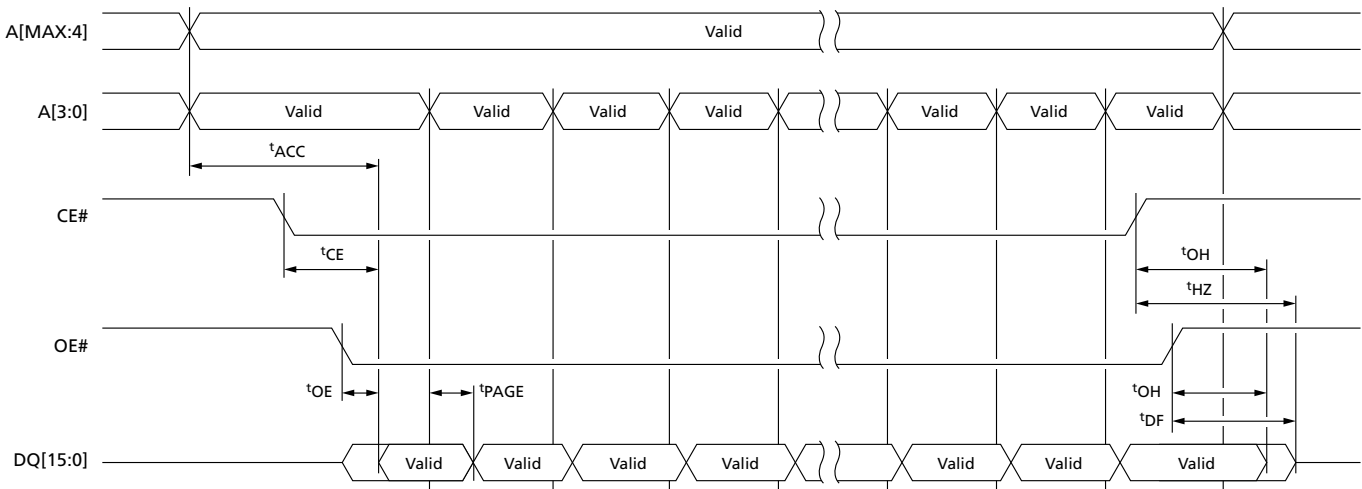 A[MAX:4]
Valid
A[3:0]
Valid Valid Valid Valid Valid Valid Valid
tACC
CE#
tCE
tOH
tHZ
OE#
tOE
tPAGE
tOH
tDF
DQ[15:0]
Valid Valid Valid Valid Valid Valid Valid